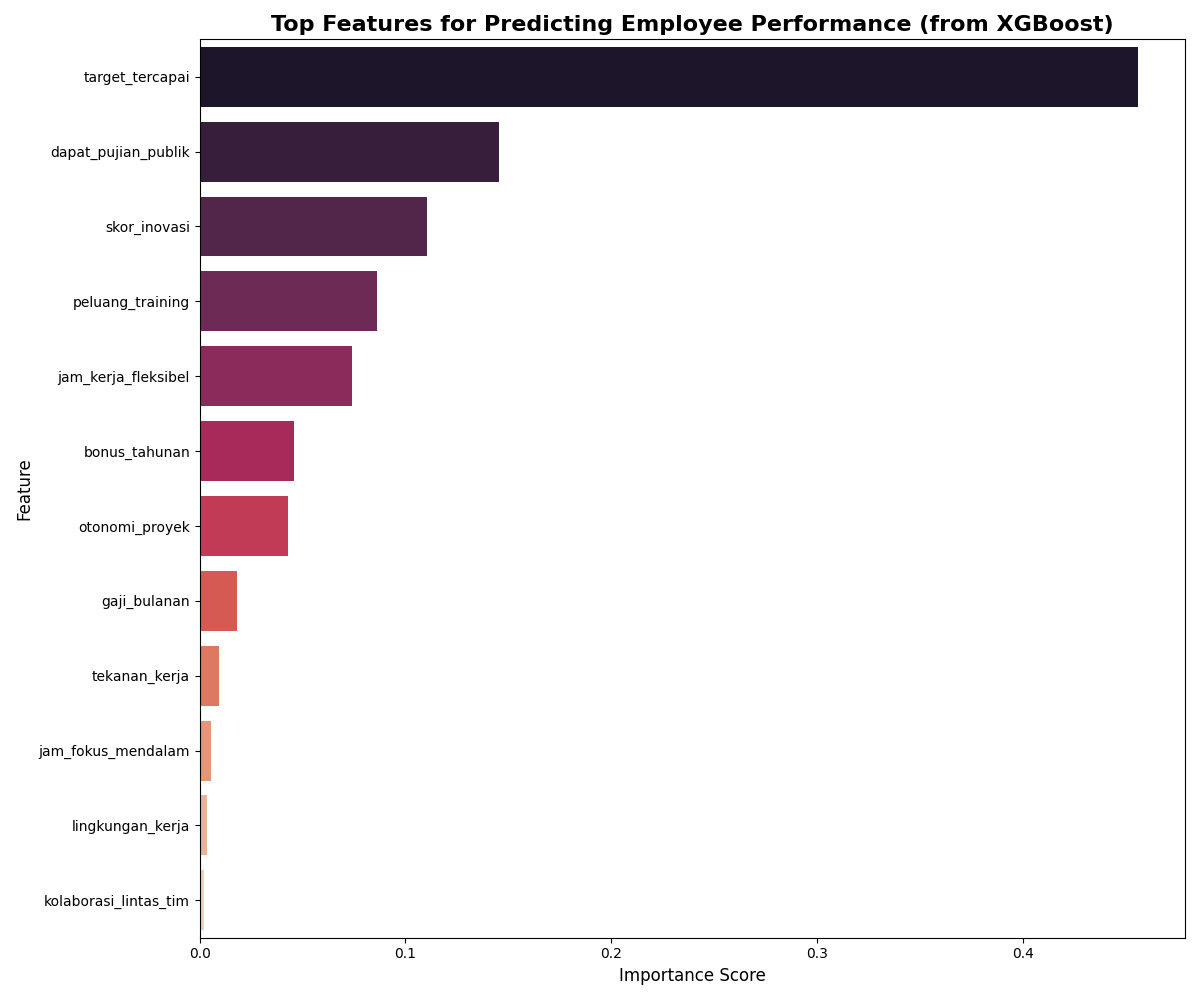 Top Features for Predicting Employee Performance (from XGBoost)
target_tercapai
dapat_pujian_publik
skor_inovasi
peluang_training
jam_kerja_fleksibel
bonus_tahunan
otonomi_proyek
gaji_bulanan
tekanan_kerja
jam_fokus_mendalam
lingkungan_kerja
kolaborasi_lintas_tim
Feature
0.0 0.1 0.2 0.3 0.4
Importance Score